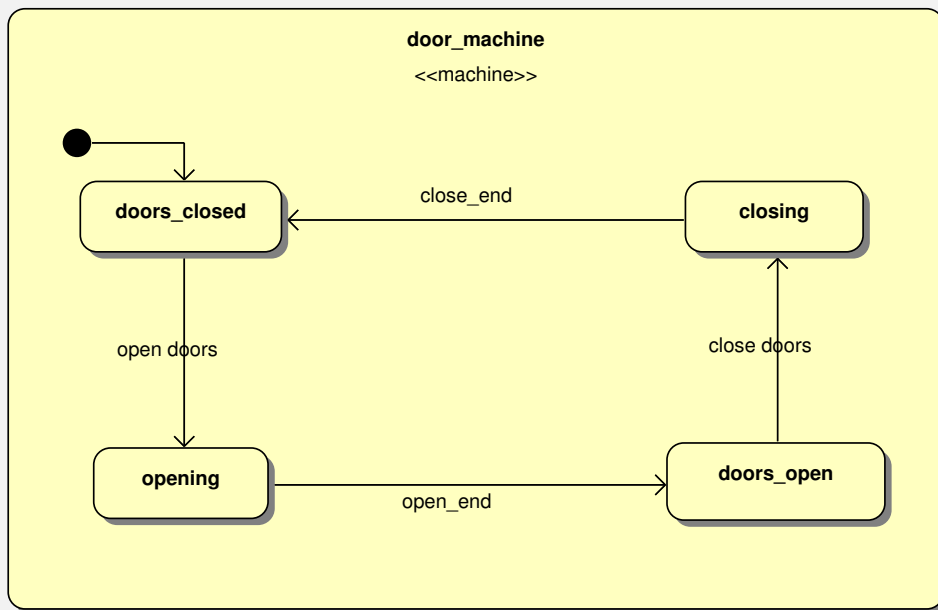 door_machine
<<machine>>
doors_closed
close_end
closing
open doors
close doors
opening
open_end
doors_open